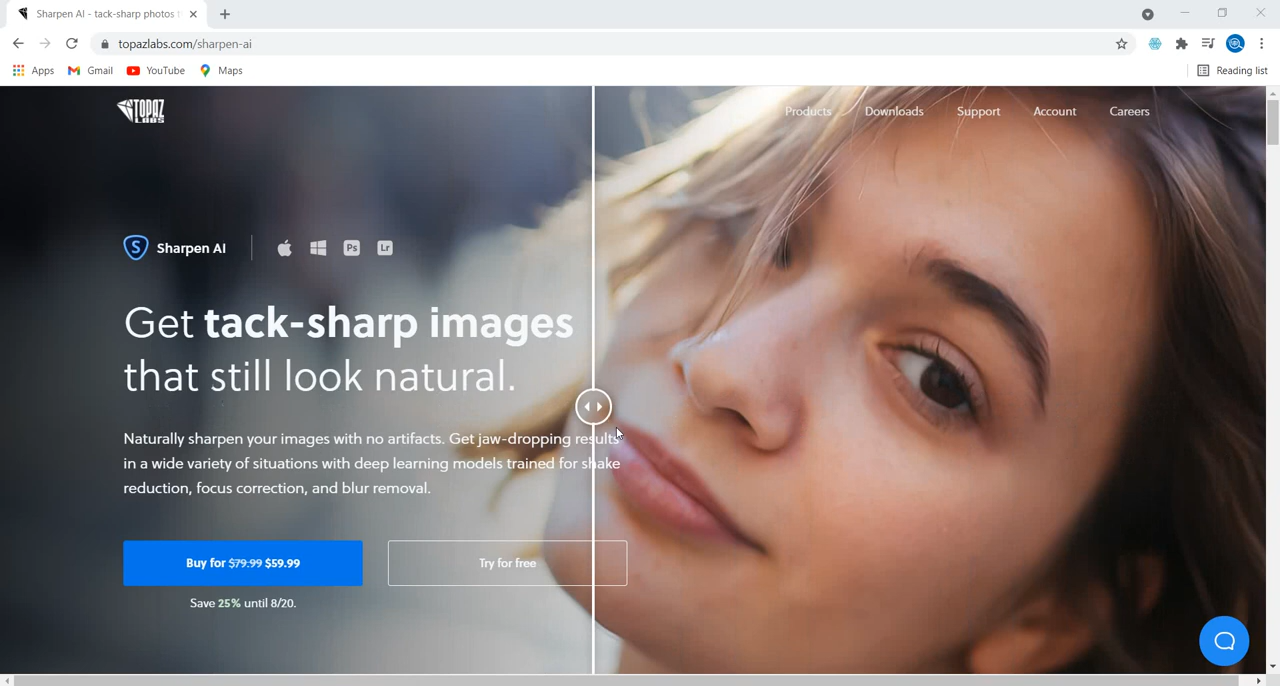 Sharpen AI - tack-sharp photos
topazlabs.com/sharpen-ai
Apps Gmail YouTube Maps Reading list
TOPAZ
LABS
Products Downloads Support Account Careers
S Sharpen AI Ps Lr
Get tack-sharp images
that still look natural.
Naturally sharpen your images with no artifacts. Get jaw-dropping results
in a wide variety of situations with deep learning models trained for shake
reduction, focus correction, and blur removal.
Buy for $79.99 $59.99 Try for free
Save 25% until 8/20.